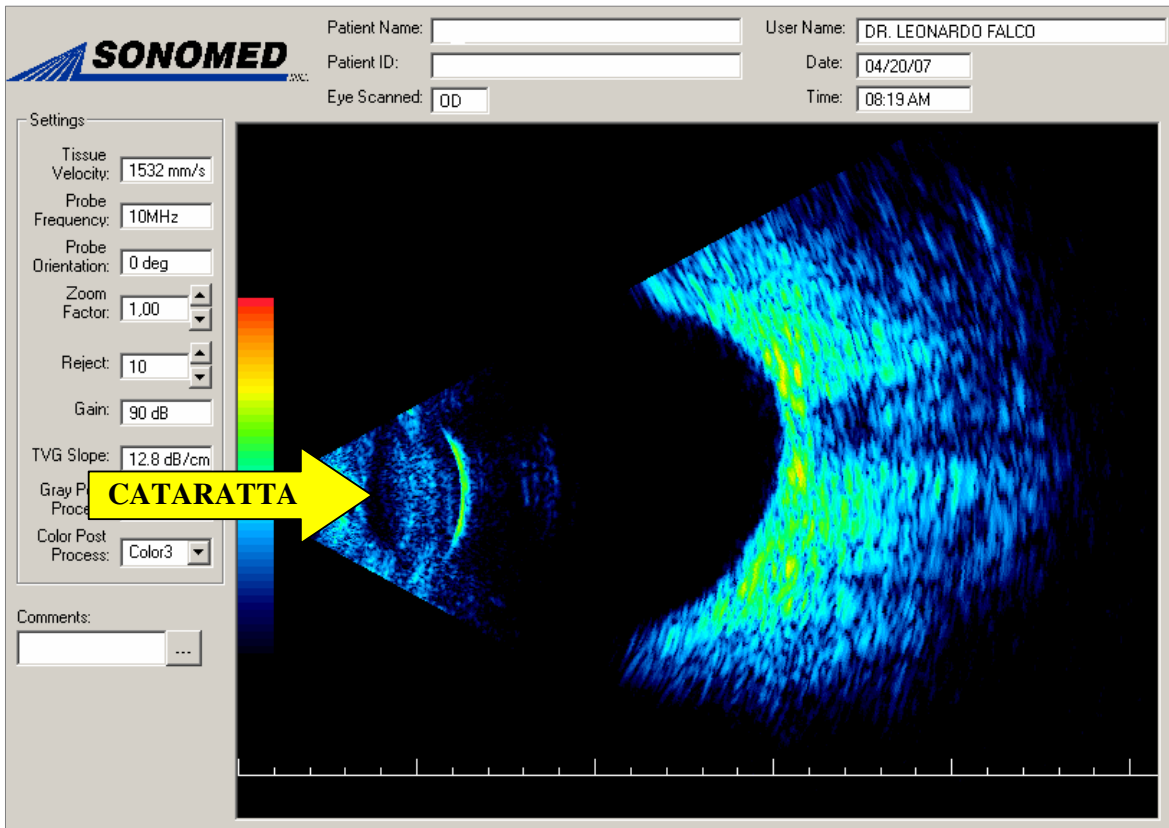 SONOMED INC.
Patient Name:
Patient ID:
Eye Scanned: OD
User Name: DR. LEONARDO FALCO
Date: 04/20/07
Time: 08:19 AM
Settings
Tissue
Velocity: 1532 mm/s
Probe
Frequency: 10MHz
Probe
Orientation: 0 deg
Zoom
Factor: 1,00
Reject: 10
Gain: 90 dB
TVG Slope: 12.8 dB/cm
Gray
CATARATTA
Color Post
Process: Color3
Comments:
...